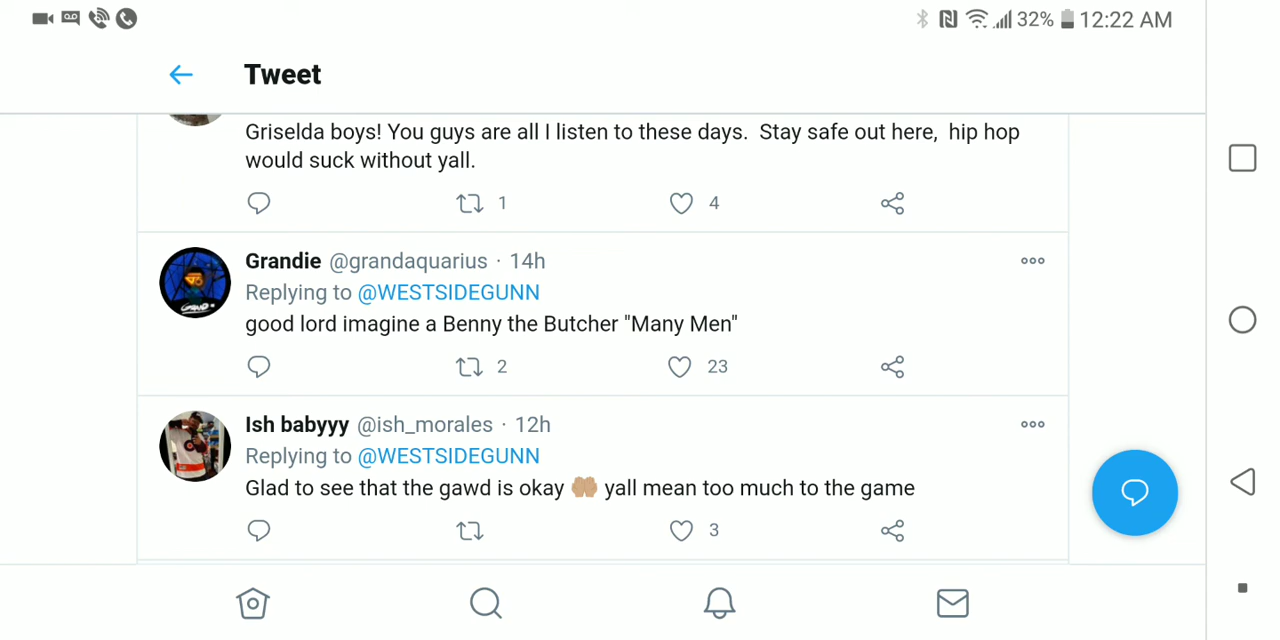 32% 12:22 AM
Tweet
Griselda boys! You guys are all I listen to these days.  Stay safe out here,  hip hop
would suck without yall.
1 4
Grandie @grandaquarius · 14h
Replying to @WESTSIDEGUNN
good lord imagine a Benny the Butcher "Many Men"
2 23
Ish babyyy @ish_morales · 12h
Replying to @WESTSIDEGUNN
Glad to see that the gawd is okay 🤲🏽 yall mean too much to the game
3